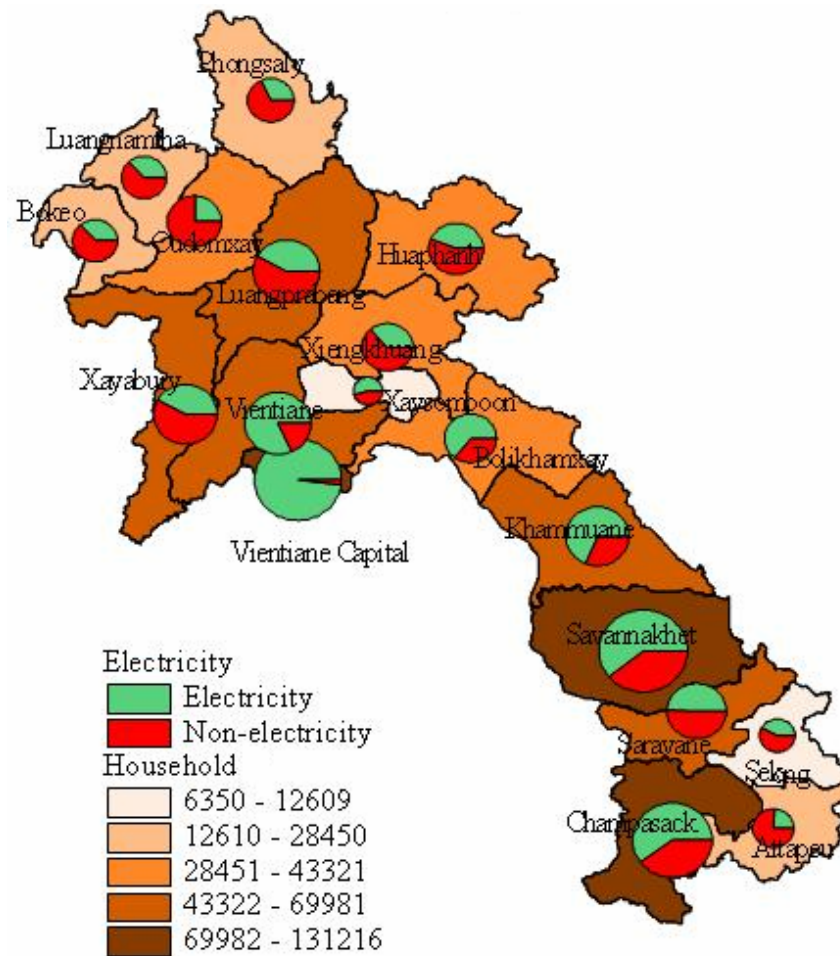 Phongsaly
Luangnamtha
Bokeo
Oudomxay
Huaphanh
Luangprabang
Xiengkhuang
Xayabury
Vientiane
Xaysomboon
Bolikhamxay
Vientiane Capital
Khammuane
Savannakhet
Saravane
Sekong
Champasack
Attapeu
Electricity
Electricity
Non-electricity
Household
6350 - 12609
12610 - 28450
28451 - 43321
43322 - 69981
69982 - 131216